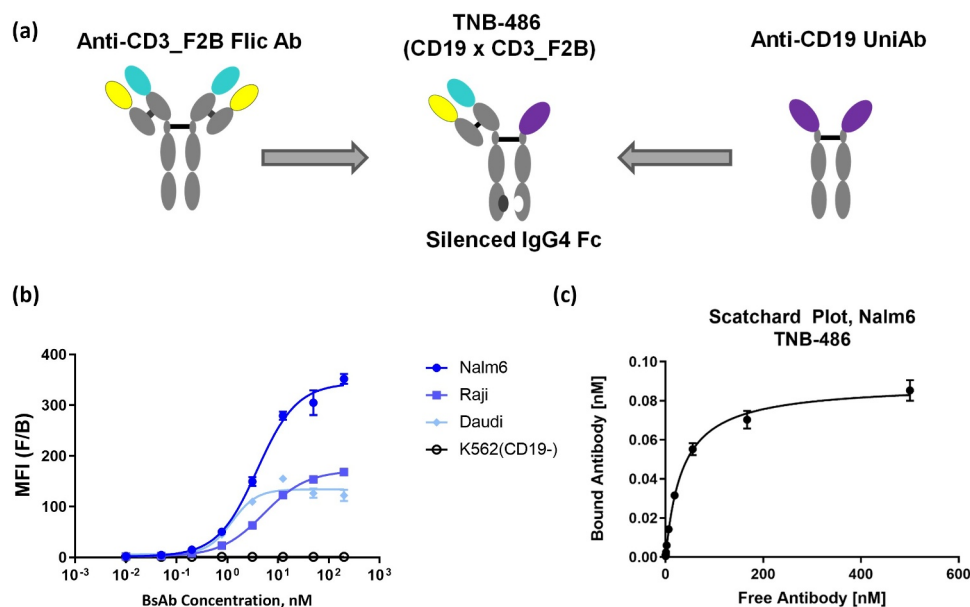 (a)
Anti-CD3_F2B Flic Ab
TNB-486
(CD19 x CD3_F2B)
Anti-CD19 UniAb
Silenced IgG4 Fc
(b)
400
300
200
100
0
MFI (F/B)
10⁻³
10⁻²
10⁻¹
10⁰
10¹
10²
10³
BsAb Concentration, nM
Nalm6
Raji
Daudi
K562(CD19-)
(c)
Scatchard Plot, Nalm6
TNB-486
0.10
0.08
0.06
0.04
0.02
0.00
Bound Antibody [nM]
0
200
400
600
Free Antibody [nM]